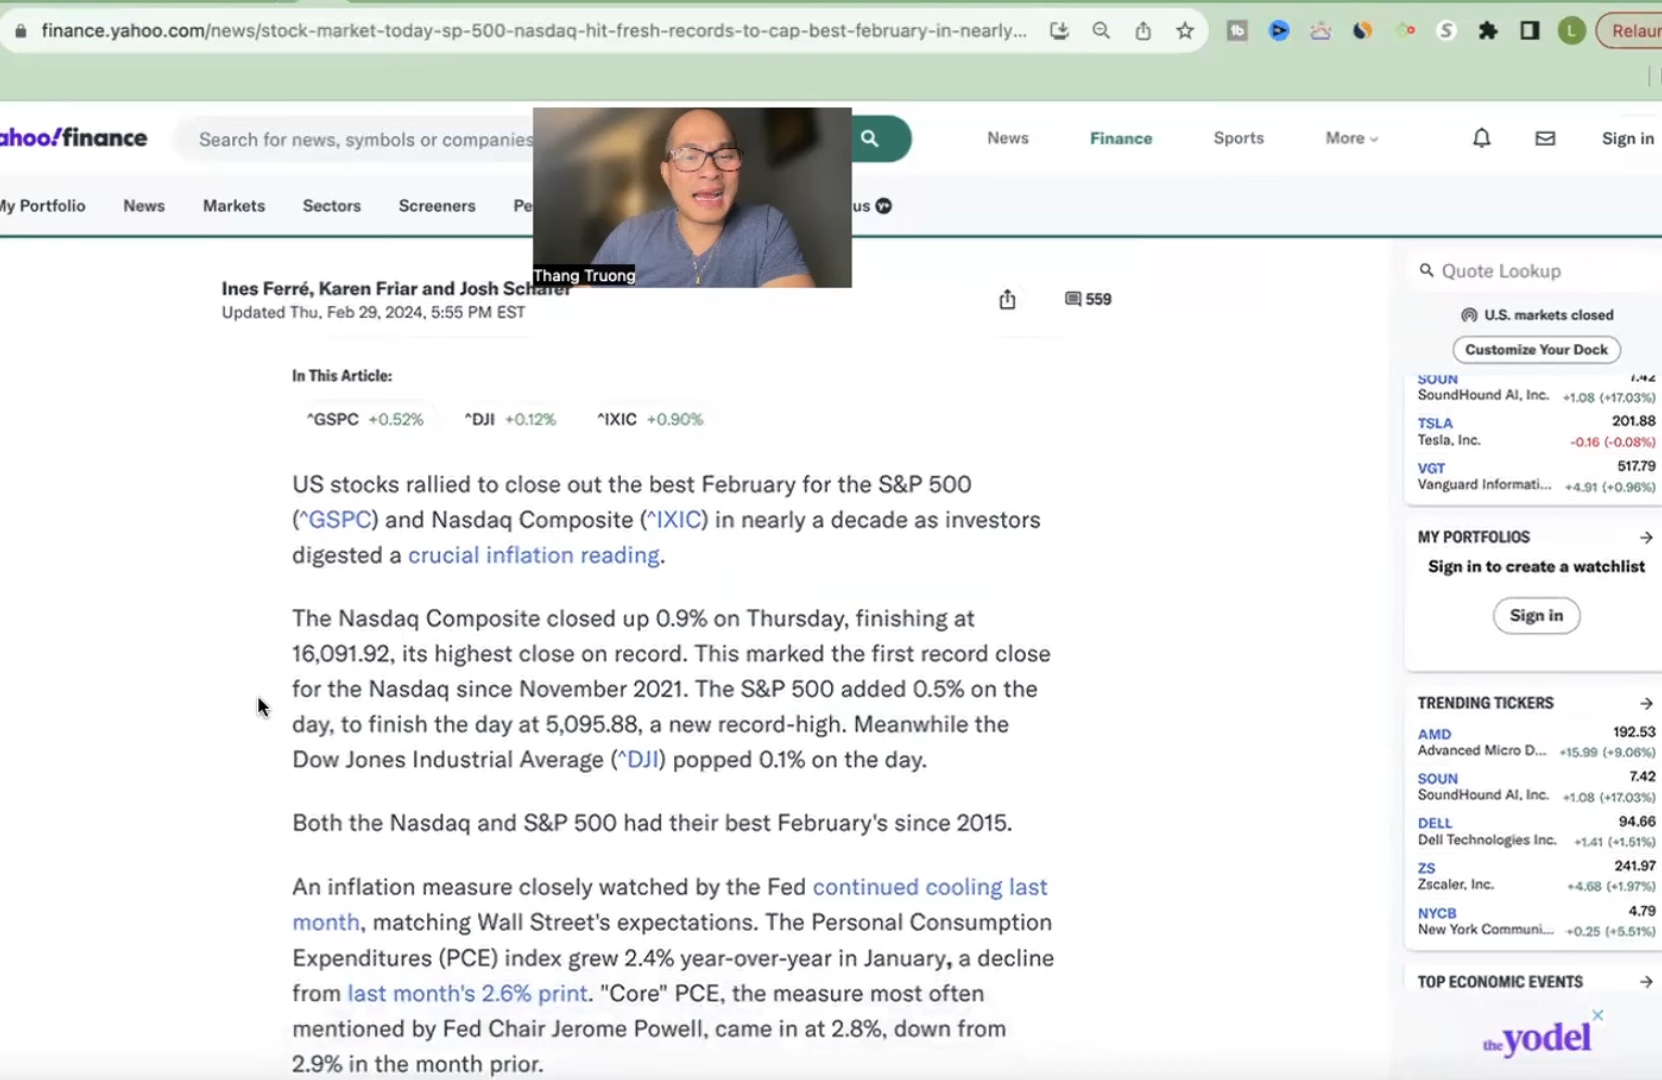 finance.yahoo.com/news/stock-market-today-sp-500-nasdaq-hit-fresh-records-to-cap-best-february-in-nearly...
S
L
Relaun
ahoo!finance
Search for news, symbols or companies
News
Finance
Sports
More
Sign in
My Portfolio
News
Markets
Sectors
Screeners
Pe
us
Thang Truong
Ines Ferré, Karen Friar and Josh Schafer
Updated Thu, Feb 29, 2024, 5:55 PM EST
559
In This Article:
^GSPC +0.52% ^DJI +0.12% ^IXIC +0.90%
US stocks rallied to close out the best February for the S&P 500
(^GSPC) and Nasdaq Composite (^IXIC) in nearly a decade as investors
digested a crucial inflation reading.
The Nasdaq Composite closed up 0.9% on Thursday, finishing at
16,091.92, its highest close on record. This marked the first record close
for the Nasdaq since November 2021. The S&P 500 added 0.5% on the
day, to finish the day at 5,095.88, a new record-high. Meanwhile the
Dow Jones Industrial Average (^DJI) popped 0.1% on the day.
Both the Nasdaq and S&P 500 had their best February's since 2015.
An inflation measure closely watched by the Fed continued cooling last
month, matching Wall Street's expectations. The Personal Consumption
Expenditures (PCE) index grew 2.4% year-over-year in January, a decline
from last month's 2.6% print. "Core" PCE, the measure most often
mentioned by Fed Chair Jerome Powell, came in at 2.8%, down from
2.9% in the month prior.
Quote Lookup
U.S. markets closed
Customize Your Dock
SOUN 7.42
SoundHound AI, Inc. +1.08 (+17.03%)
TSLA 201.88
Tesla, Inc. -0.16 (-0.08%)
VGT 517.79
Vanguard Informati... +4.91 (+0.96%)
MY PORTFOLIOS
Sign in to create a watchlist
Sign in
TRENDING TICKERS
AMD 192.53
Advanced Micro D... +15.99 (+9.06%)
SOUN 7.42
SoundHound AI, Inc. +1.08 (+17.03%)
DELL 94.66
Dell Technologies Inc. +1.41 (+1.51%)
ZS 241.97
Zscaler, Inc. +4.68 (+1.97%)
NYCB 4.79
New York Communi... +0.25 (+5.51%)
TOP ECONOMIC EVENTS
the yodel